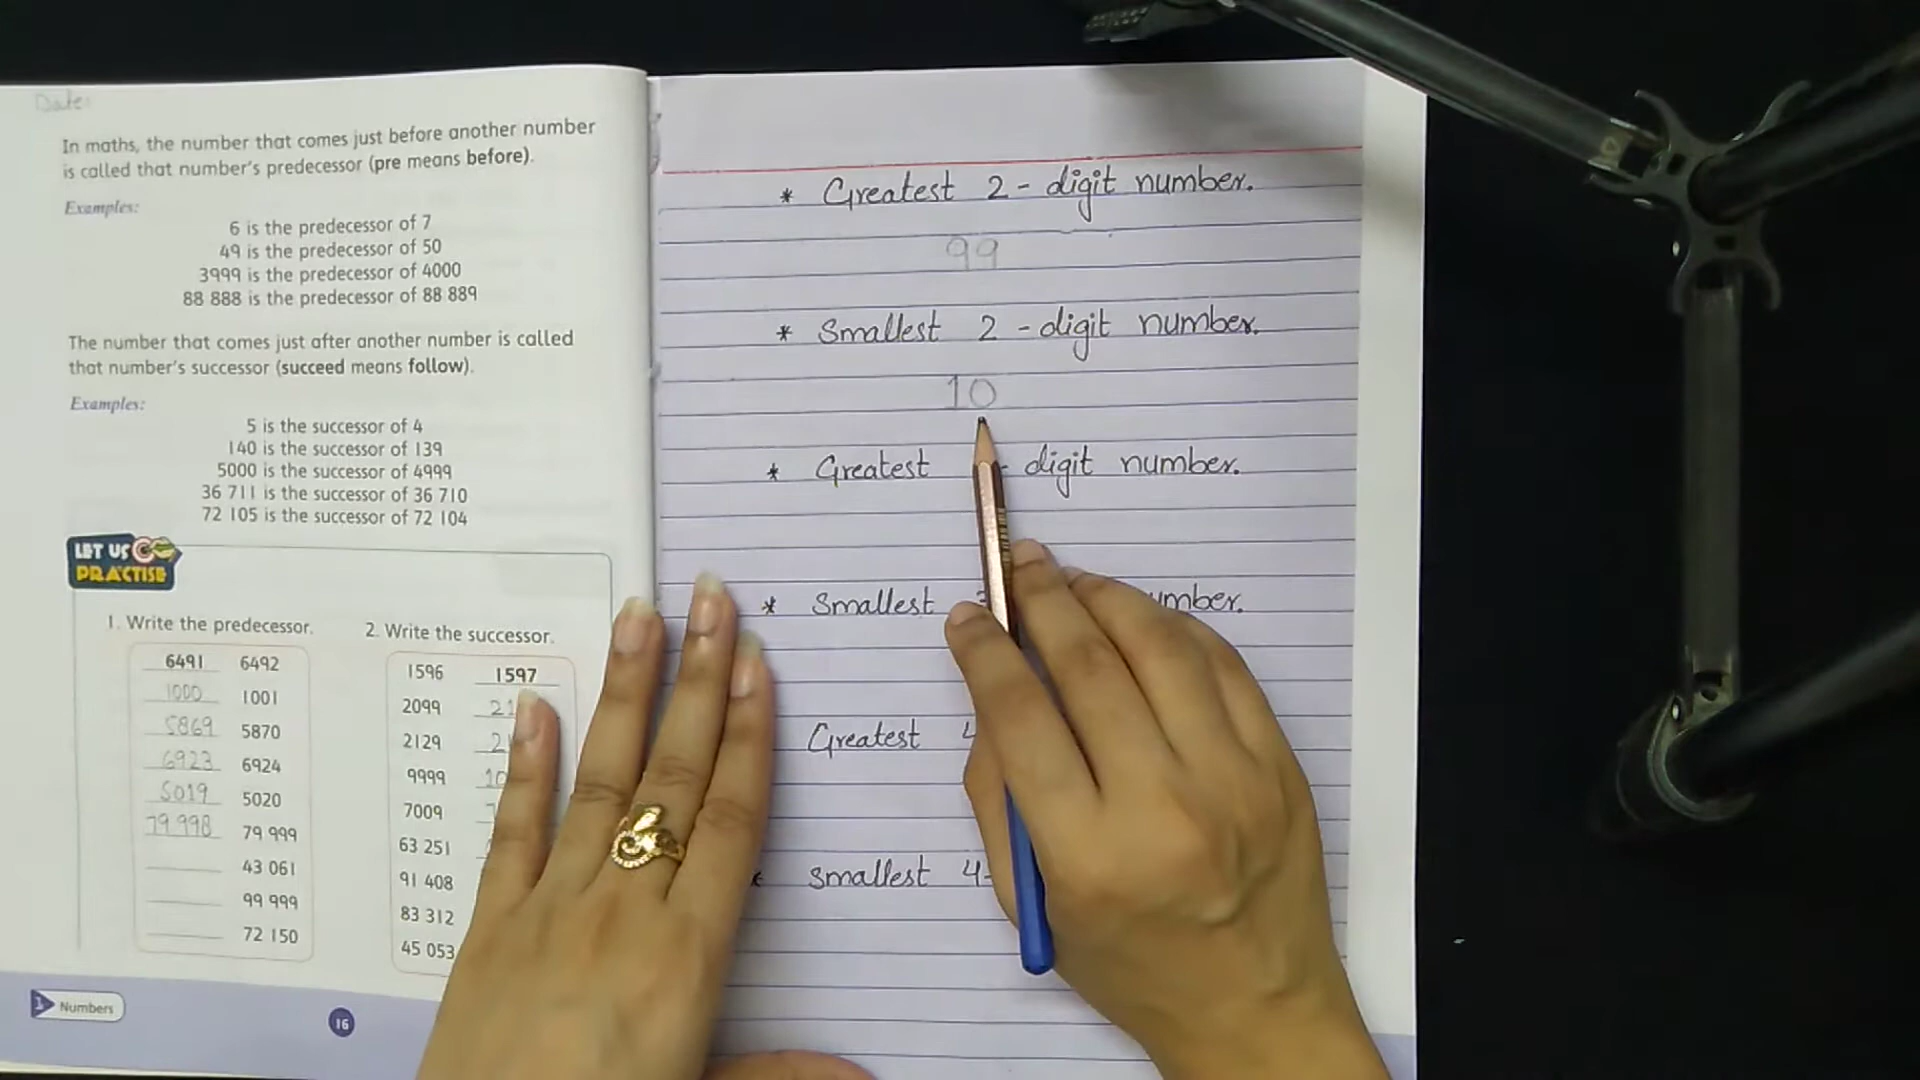 Date:
In maths, the number that comes just before another number
is called that number's predecessor (pre means before).
Examples:
6 is the predecessor of 7
49 is the predecessor of 50
3999 is the predecessor of 4000
88 888 is the predecessor of 88 889
The number that comes just after another number is called
that number's successor (succeed means follow).
Examples:
5 is the successor of 4
140 is the successor of 139
5000 is the successor of 4999
36 711 is the successor of 36 710
72 105 is the successor of 72 104
LET US
PRACTISE
1. Write the predecessor.
6491 6492
1000 1001
5869 5870
6923 6924
5019 5020
79 998 79 999
43 061
99 999
72 150
2. Write the successor.
1596 1597
2099 21
2129 2
9999 10
7009
63 251
91 408
83 312
45 053
1 Numbers
16
* Greatest 2 - digit number.
99
* Smallest 2 - digit number.
10
* Greatest - digit number.
* Smallest number.
Greatest 4
* smallest 4-